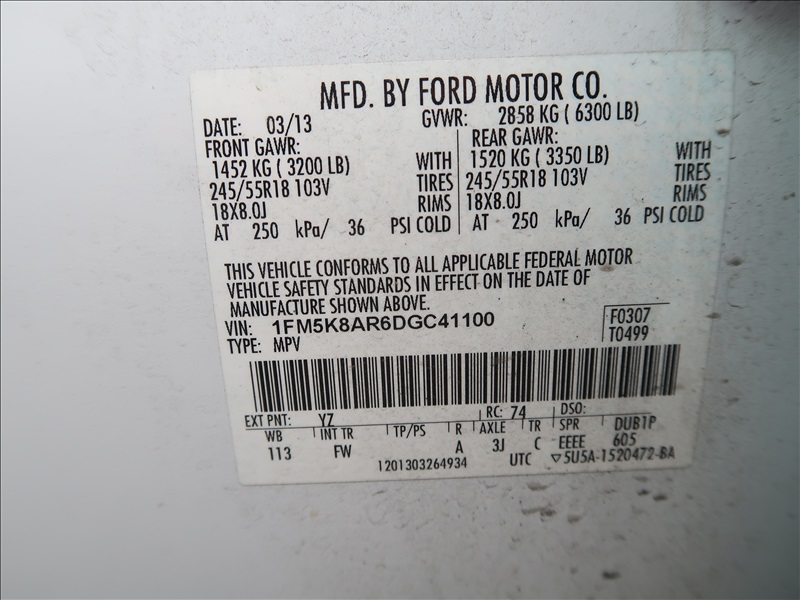 MFD. BY FORD MOTOR CO.
DATE: 03/13 GVWR: 2858 KG ( 6300 LB)
FRONT GAWR: REAR GAWR:
1452 KG ( 3200 LB) WITH 1520 KG ( 3350 LB) WITH
245/55R18 103V TIRES 245/55R18 103V TIRES
18X8.0J RIMS 18X8.0J RIMS
AT 250 kPa/ 36 PSI COLD AT 250 kPa/ 36 PSI COLD
THIS VEHICLE CONFORMS TO ALL APPLICABLE FEDERAL MOTOR
VEHICLE SAFETY STANDARDS IN EFFECT ON THE DATE OF
MANUFACTURE SHOWN ABOVE.
VIN: 1FM5K8AR6DGC41100 F0307
TYPE: MPV T0499
EXT PNT: YZ RC: 74 DSO:
WB INT TR TP/PS R AXLE TR SPR DUB1P
113 FW A 3J C EEEE 605
1201303264934 UTC ▽5U5A-1520472-BA